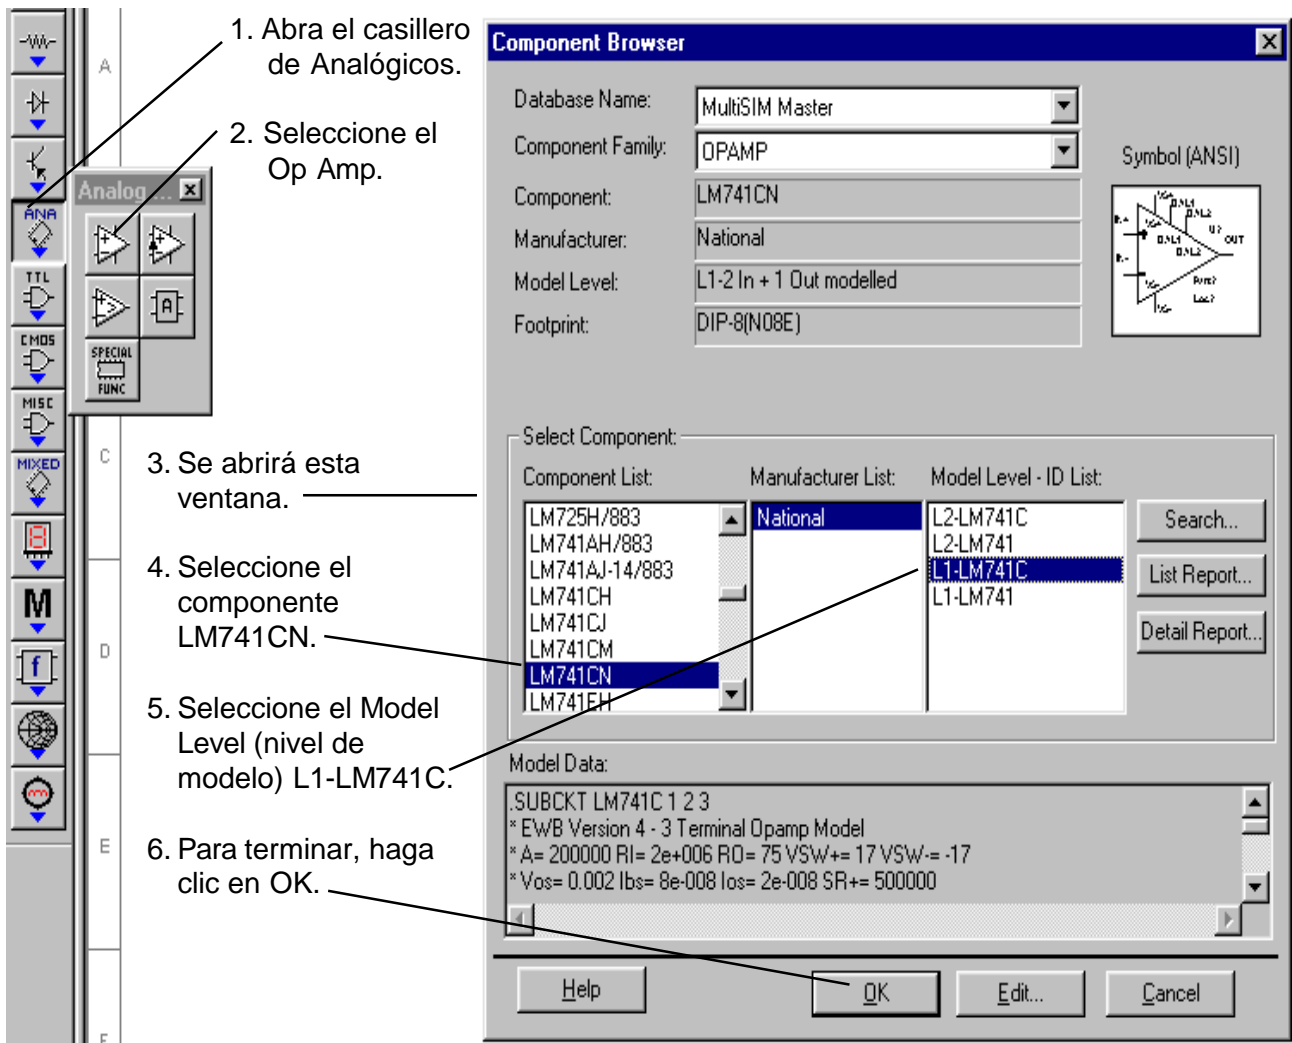 1. Abra el casillero
de Analógicos.
2. Seleccione el
Op Amp.
3. Se abrirá esta
ventana.
4. Seleccione el
componente
LM741CN.
5. Seleccione el Model
Level (nivel de
modelo) L1-LM741C.
6. Para terminar, haga
clic en OK.
A
C
D
E
F
ANA
TTL
CMOS
MISC
MIXED
M
f
Analog ...
A
SPECIAL
FUNC
Component Browser
Database Name: MultiSIM Master
Component Family: OPAMP
Component: LM741CN
Manufacturer: National
Model Level: L1-2 In + 1 Out modelled
Footprint: DIP-8(N08E)
Symbol (ANSI)
OUT
Select Component:
Component List:
LM725H/883
LM741AH/883
LM741AJ-14/883
LM741CH
LM741CJ
LM741CM
LM741CN
LM741EH
Manufacturer List:
National
Model Level - ID List:
L2-LM741C
L2-LM741
L1-LM741C
L1-LM741
Search...
List Report...
Detail Report...
Model Data:
.SUBCKT LM741C 1 2 3
* EWB Version 4 - 3 Terminal Opamp Model
* A= 200000 RI= 2e+006 RO= 75 VSW+= 17 VSW-= -17
* Vos= 0.002 Ibs= 8e-008 Ios= 2e-008 SR+= 500000
Help
OK
Edit...
Cancel